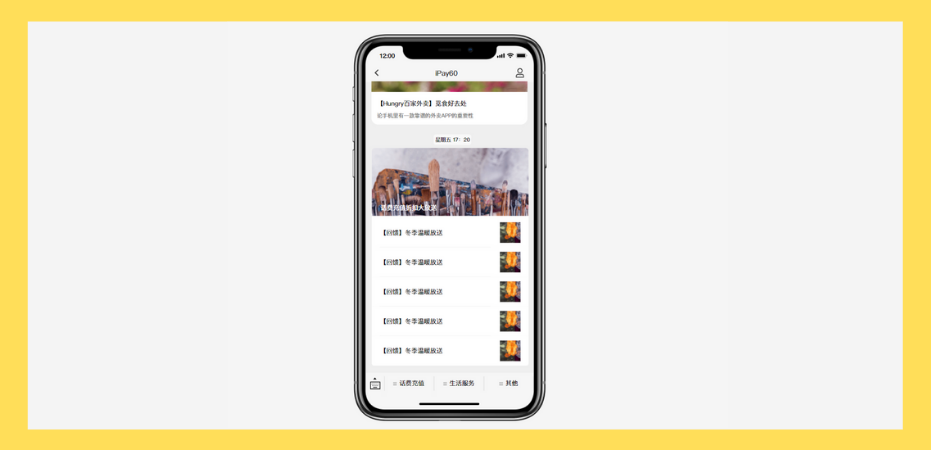 12:00
iPay60
【Hungry百家外卖】觅食好去处
论手机里有一款靠谱的外卖APP的重要性
星期五 17：20
话费充值折扣大放送
【回馈】冬季温暖放送
【回馈】冬季温暖放送
【回馈】冬季温暖放送
【回馈】冬季温暖放送
【回馈】冬季温暖放送
话费充值
生活服务
其他